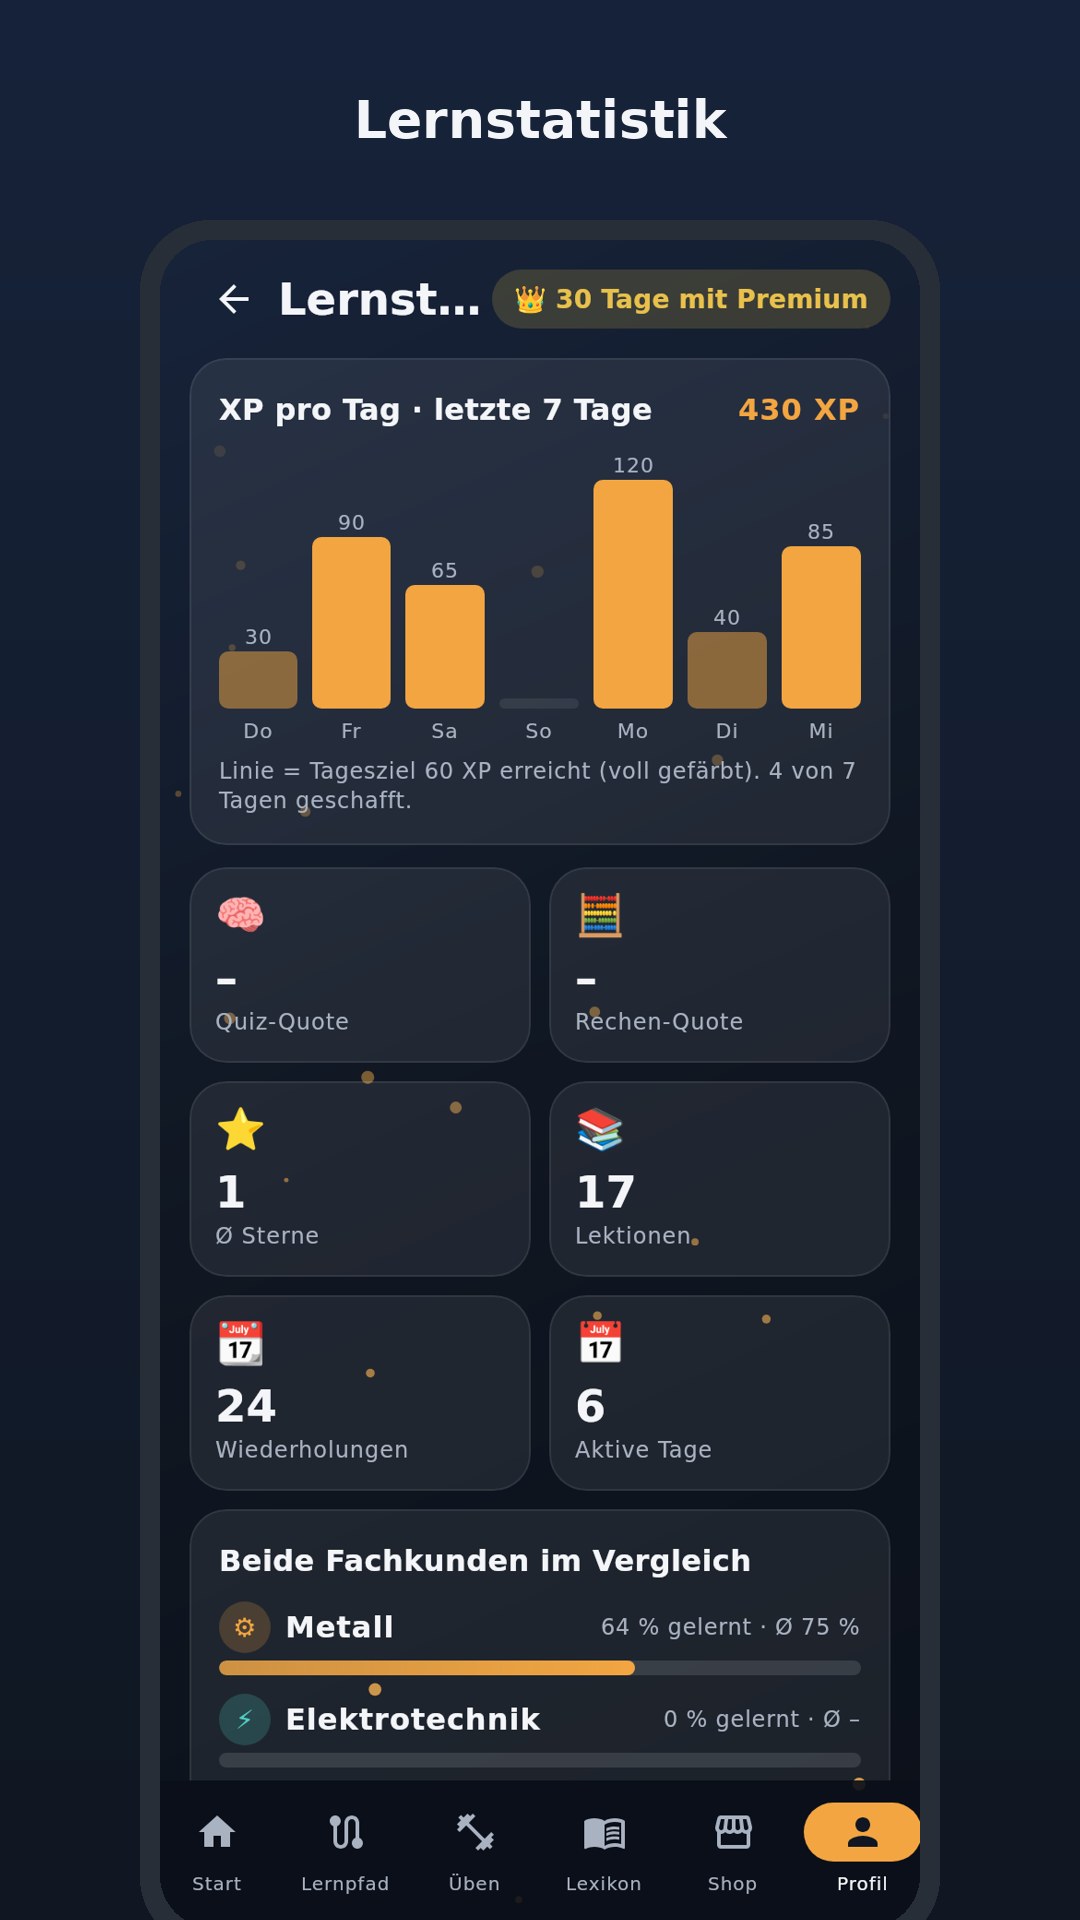 Lernstatistik
Lernst...
👑 30 Tage mit Premium
XP pro Tag · letzte 7 Tage
430 XP
30
90
65
120
40
85
Do
Fr
Sa
So
Mo
Di
Mi
Linie = Tagesziel 60 XP erreicht (voll gefärbt). 4 von 7
Tagen geschafft.
–
Quiz-Quote
–
Rechen-Quote
1
Ø Sterne
17
Lektionen
July
17
24
Wiederholungen
July
17
6
Aktive Tage
Beide Fachkunden im Vergleich
Metall
64 % gelernt · Ø 75 %
Elektrotechnik
0 % gelernt · Ø –
Start
Lernpfad
Üben
Lexikon
Shop
Profil